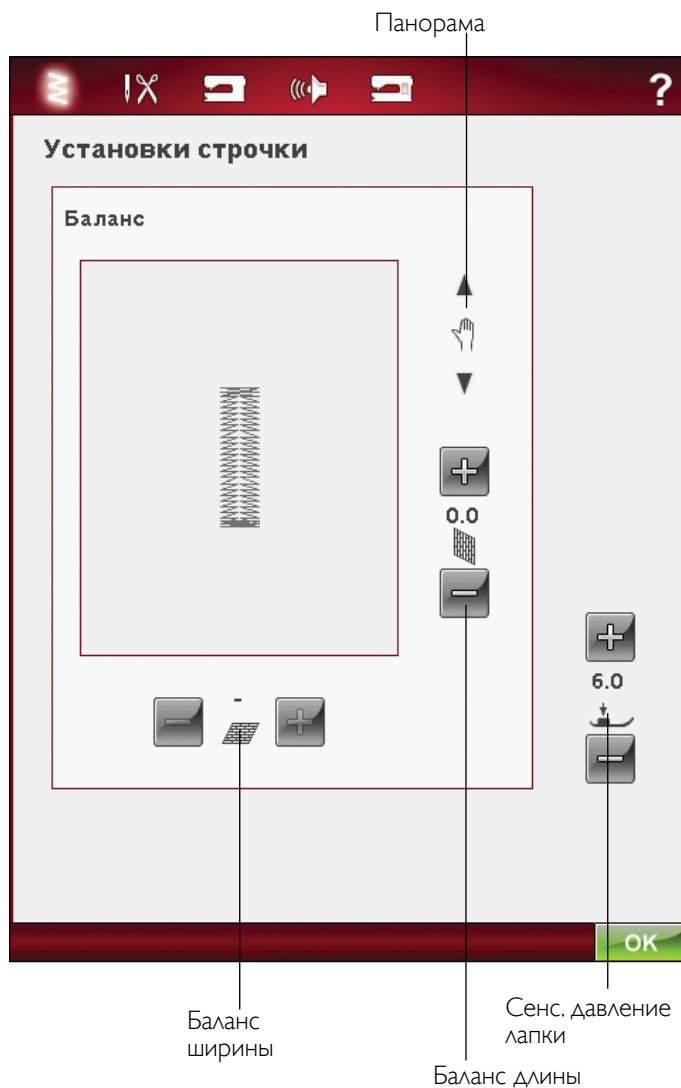 Панорама
?
Установки строчки
Баланс
0.0
6.0
-
OK
Баланс
ширины
Сенс. давление
лапки
Баланс длины